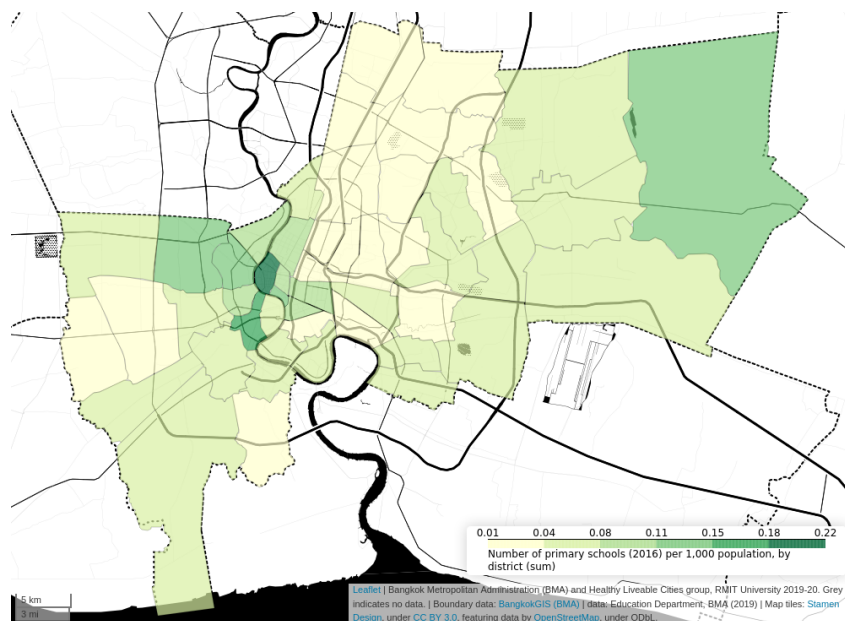 0.01 0.04 0.08 0.11 0.15 0.18 0.22
Number of primary schools (2016) per 1,000 population, by
district (sum)
5 km
3 mi
Leaflet | Bangkok Metropolitan Administration (BMA) and Healthy Liveable Cities group, RMIT University 2019-20. Grey
indicates no data. | Boundary data: BangkokGIS (BMA) | data: Education Department, BMA (2019) | Map tiles: Stamen
Design, under CC BY 3.0, featuring data by OpenStreetMap, under ODbL.